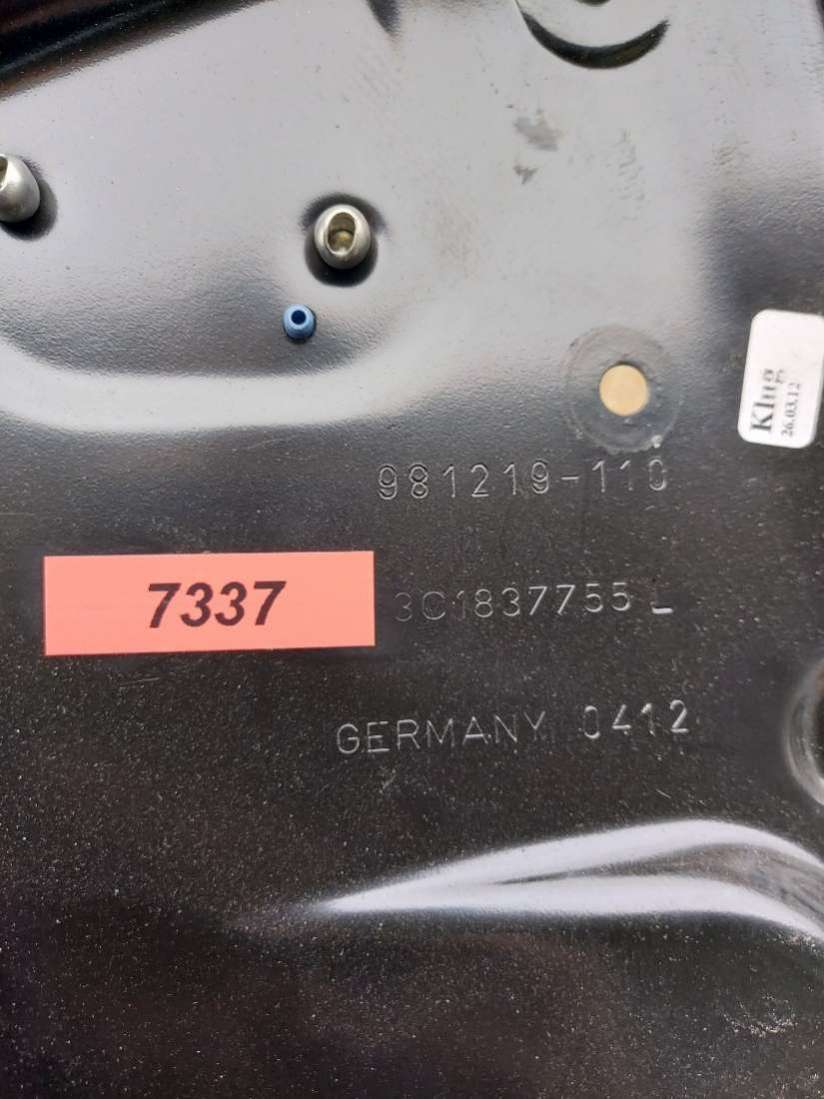 Klug
26.03.12
981219-110
7337
3C1837755 L
GERMANY 0412